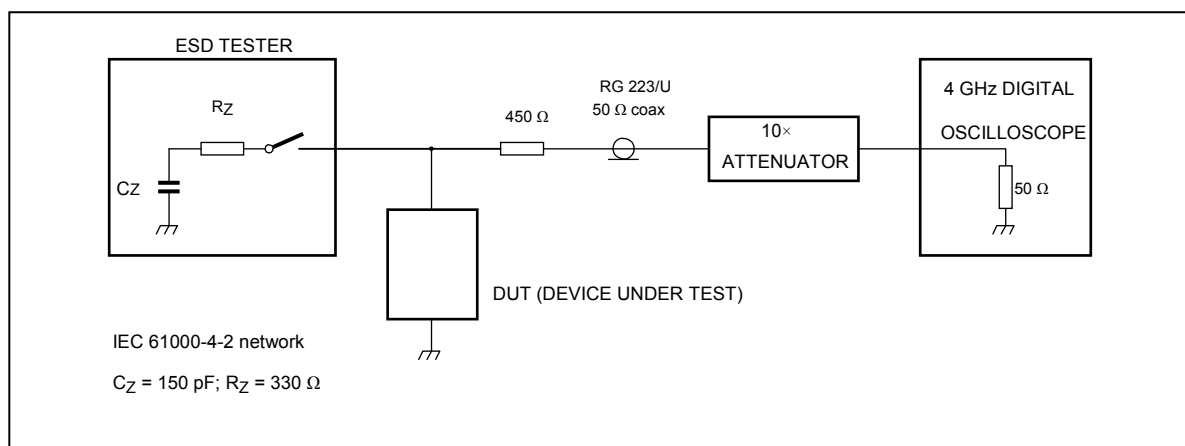 ESD TESTER
RZ
CZ
450 Ω
RG 223/U
50 Ω coax
10×
ATTENUATOR
4 GHz DIGITAL
OSCILLOSCOPE
50 Ω
DUT (DEVICE UNDER TEST)
IEC 61000-4-2 network
CZ = 150 pF; RZ = 330 Ω